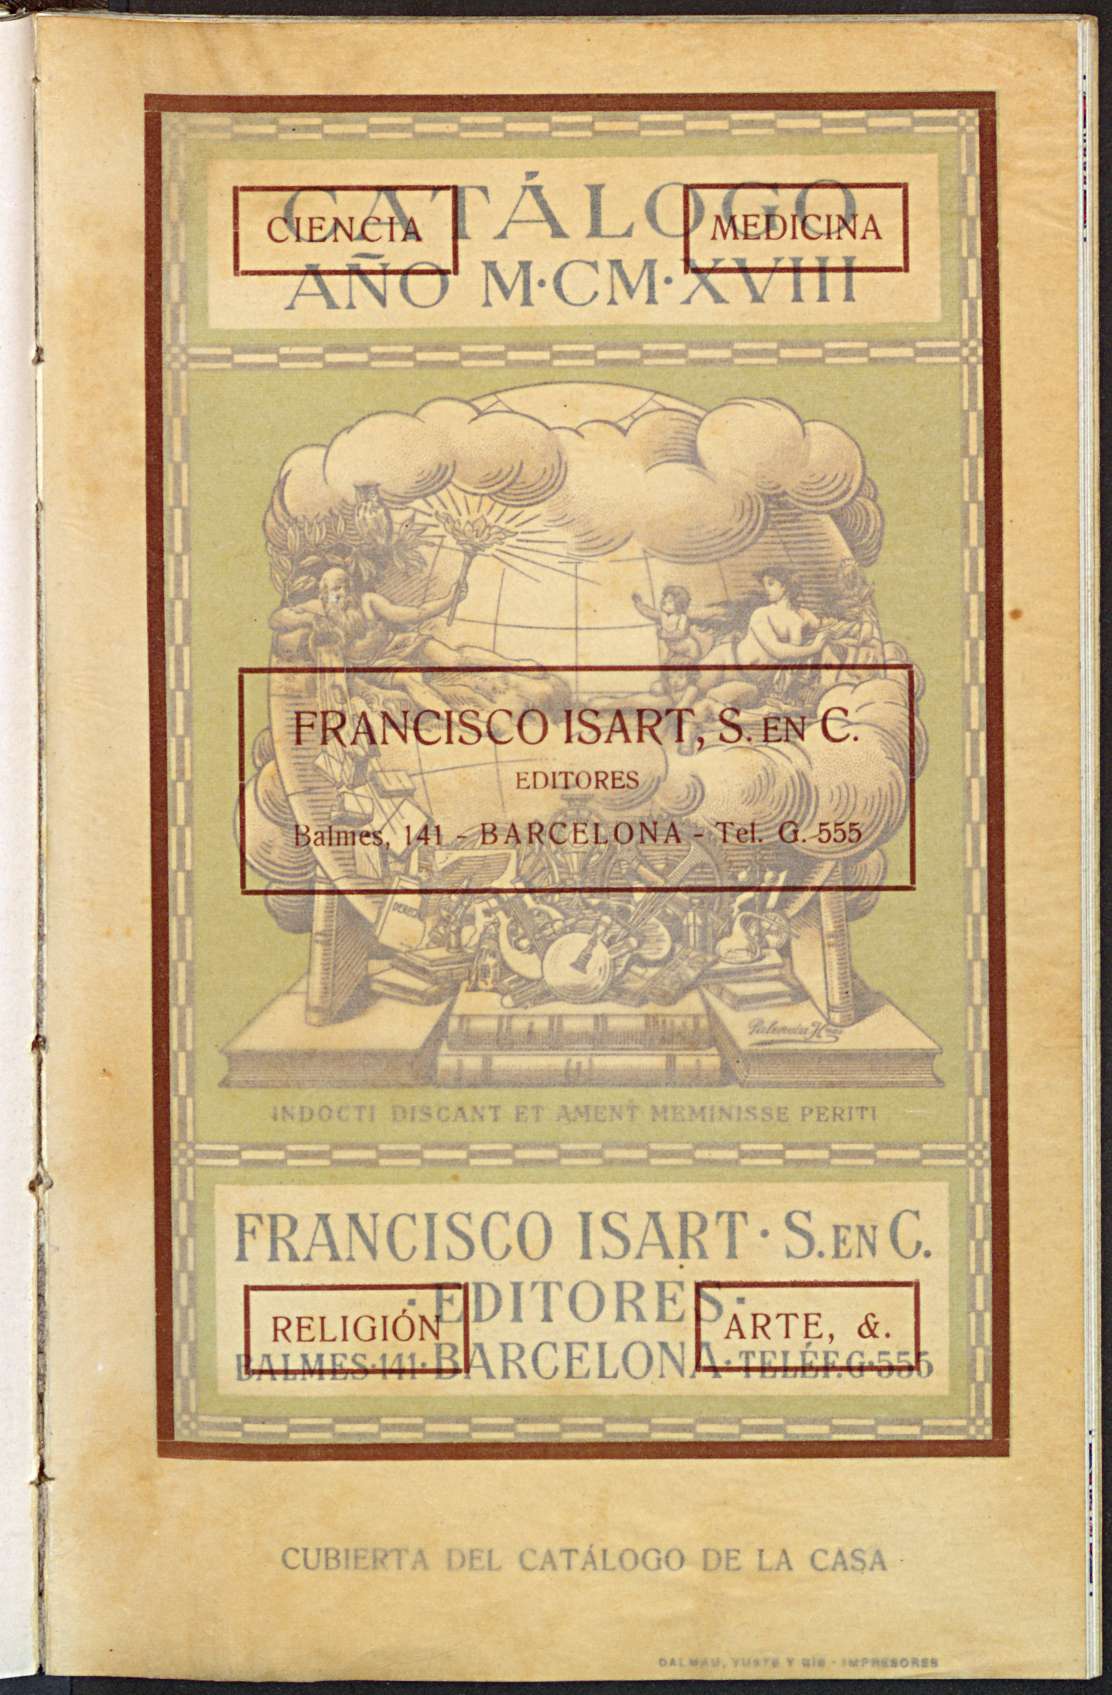 CATÁLOGO
CIENCIA
MEDICINA
AÑO M·CM·XVIII
FRANCISCO ISART, S. EN C.
EDITORES
Balmes, 141 - BARCELONA - Tel. G. 555
INDOCTI DISCANT ET AMENT MEMINISSE PERITI
FRANCISCO ISART · S. EN C.
· EDITORES ·
RELIGIÓN
ARTE, &.
BALMES·141·BARCELONA·TELÉF.G·555
CUBIERTA DEL CATÁLOGO DE LA CASA
DALMAU, YUSTE Y BIS - IMPRESORES